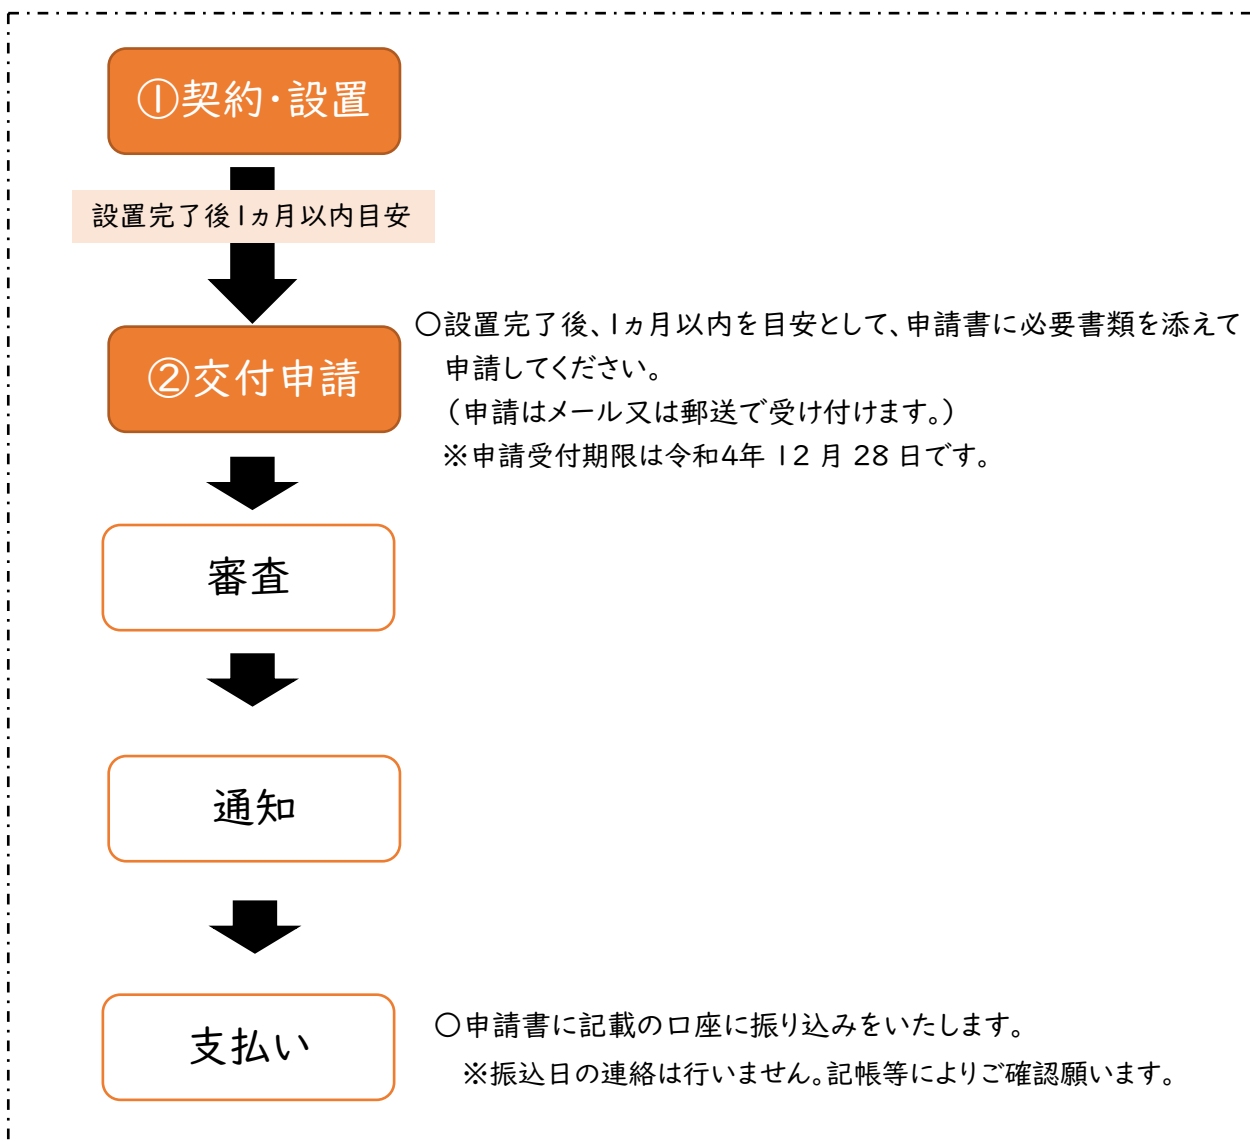 ①契約・設置
設置完了後1ヵ月以内目安
②交付申請
○設置完了後、1ヵ月以内を目安として、申請書に必要書類を添えて
申請してください。
（申請はメール又は郵送で受け付けます。）
※申請受付期限は令和4年 12 月 28 日です。
審査
通知
支払い
○申請書に記載の口座に振り込みをいたします。
※振込日の連絡は行いません。記帳等によりご確認願います。